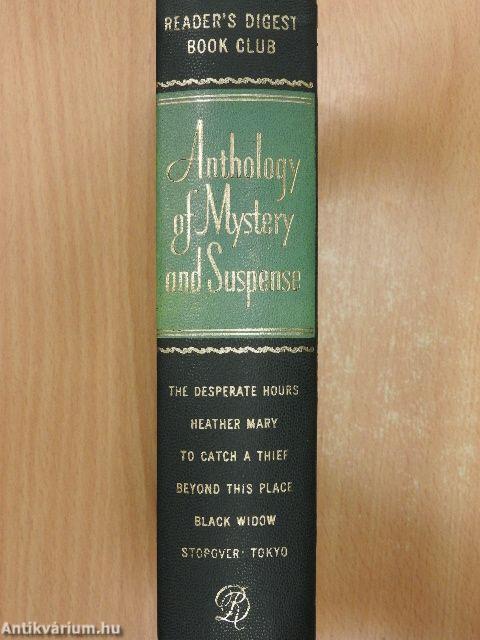 READER'S DIGEST
BOOK CLUB
Anthology
of Mystery
and Suspense
THE DESPERATE HOURS
HEATHER MARY
TO CATCH A THIEF
BEYOND THIS PLACE
BLACK WIDOW
STOPOVER: TOKYO
RD
Antikvárium.hu